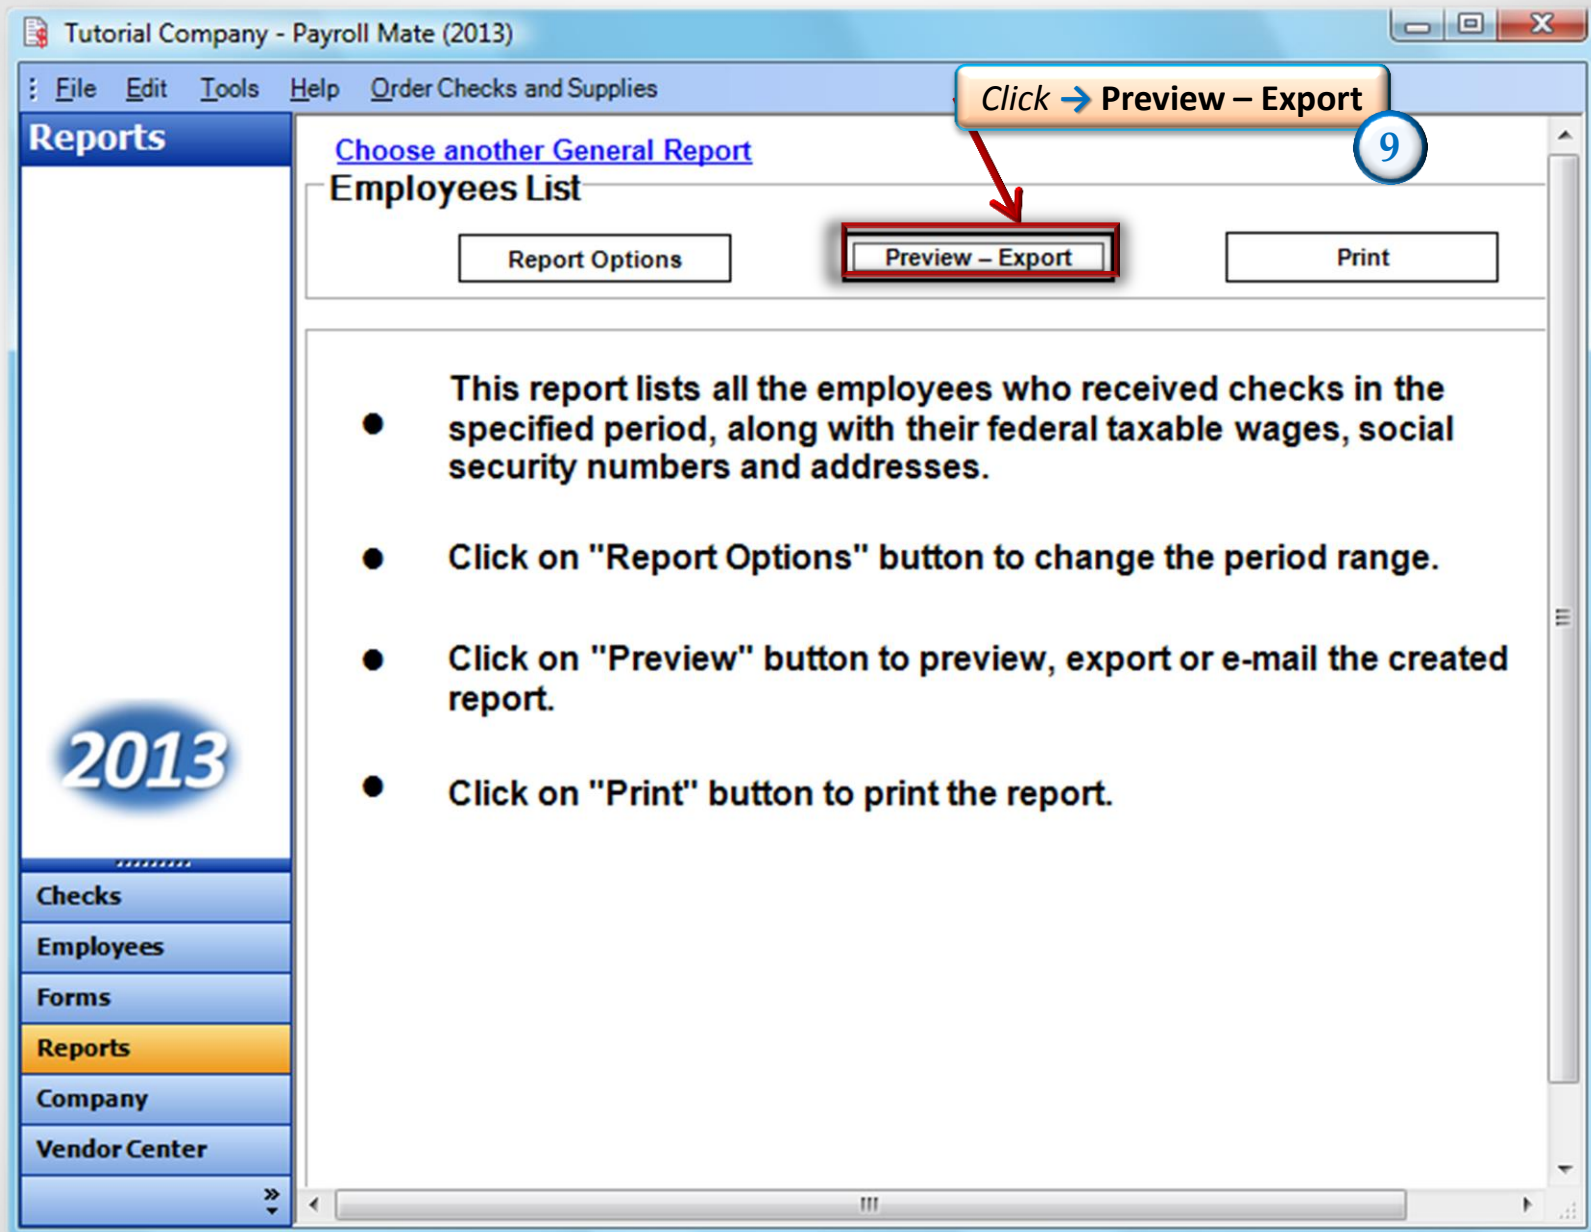 Tutorial Company - Payroll Mate (2013)
File Edit Tools Help Order Checks and Supplies
Click → Preview – Export
9
Reports
Choose another General Report
Employees List
Report Options
Preview – Export
Print
This report lists all the employees who received checks in the
specified period, along with their federal taxable wages, social
security numbers and addresses.
Click on "Report Options" button to change the period range.
Click on "Preview" button to preview, export or e-mail the created
report.
Click on "Print" button to print the report.
2013
Checks
Employees
Forms
Reports
Company
Vendor Center